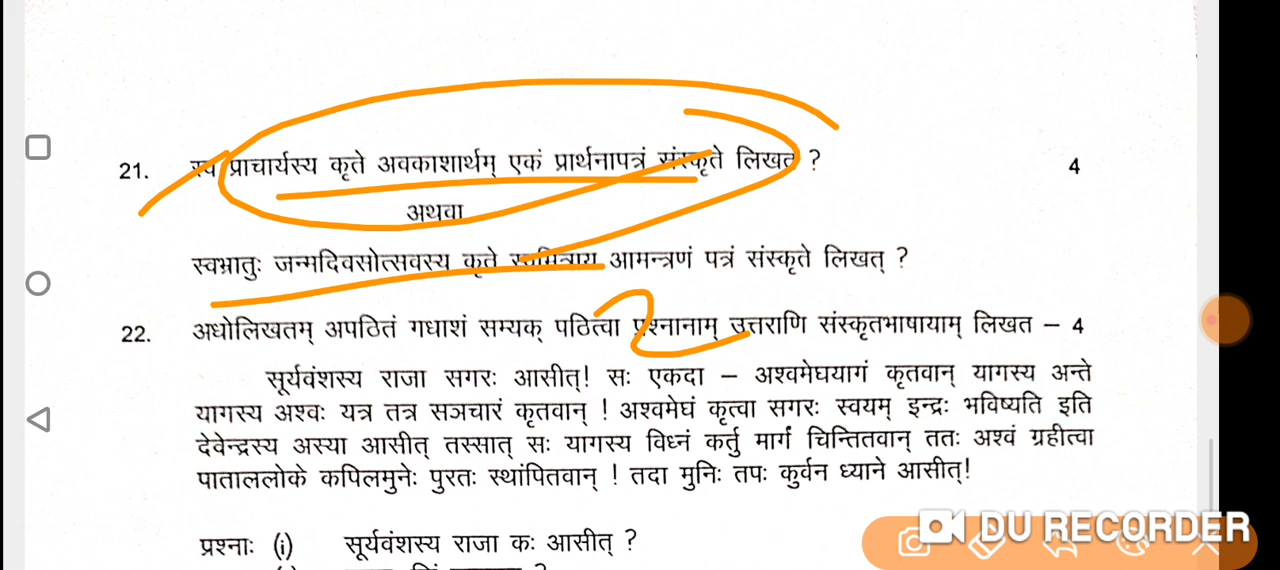 21. स्व प्राचार्यस्य कृते अवकाशार्थम् एकं प्रार्थनापत्रं संस्कृते लिखत ? 4
अथवा
स्वभ्रातुः जन्मदिवसोत्सवस्य कृते स्वमित्राय आमन्त्रणं पत्रं संस्कृते लिखत् ?
22. अधोलिखतम् अपठितं गधाशं सम्यक् पठित्वा प्रश्नानाम् उत्तराणि संस्कृतभाषायाम् लिखत – 4
सूर्यवंशस्य राजा सगरः आसीत्! सः एकदा – अश्वमेघयागं कृतवान् यागस्य अन्ते
यागस्य अश्वः यत्र तत्र सञचारं कृतवान् ! अश्वमेघं कृत्वा सगरः स्वयम् इन्द्रः भविष्यति इति
देवेन्द्रस्य अस्या आसीत् तस्सात् सः यागस्य विध्नं कर्तु मार्गं चिन्तितवान् ततः अश्वं ग्रहीत्वा
पाताललोके कपिलमुनेः पुरतः स्थांपितवान् ! तदा मुनिः तपः कुर्वन ध्याने आसीत्!
प्रश्नाः (i) सूर्यवंशस्य राजा कः आसीत् ?
DU RECORDER